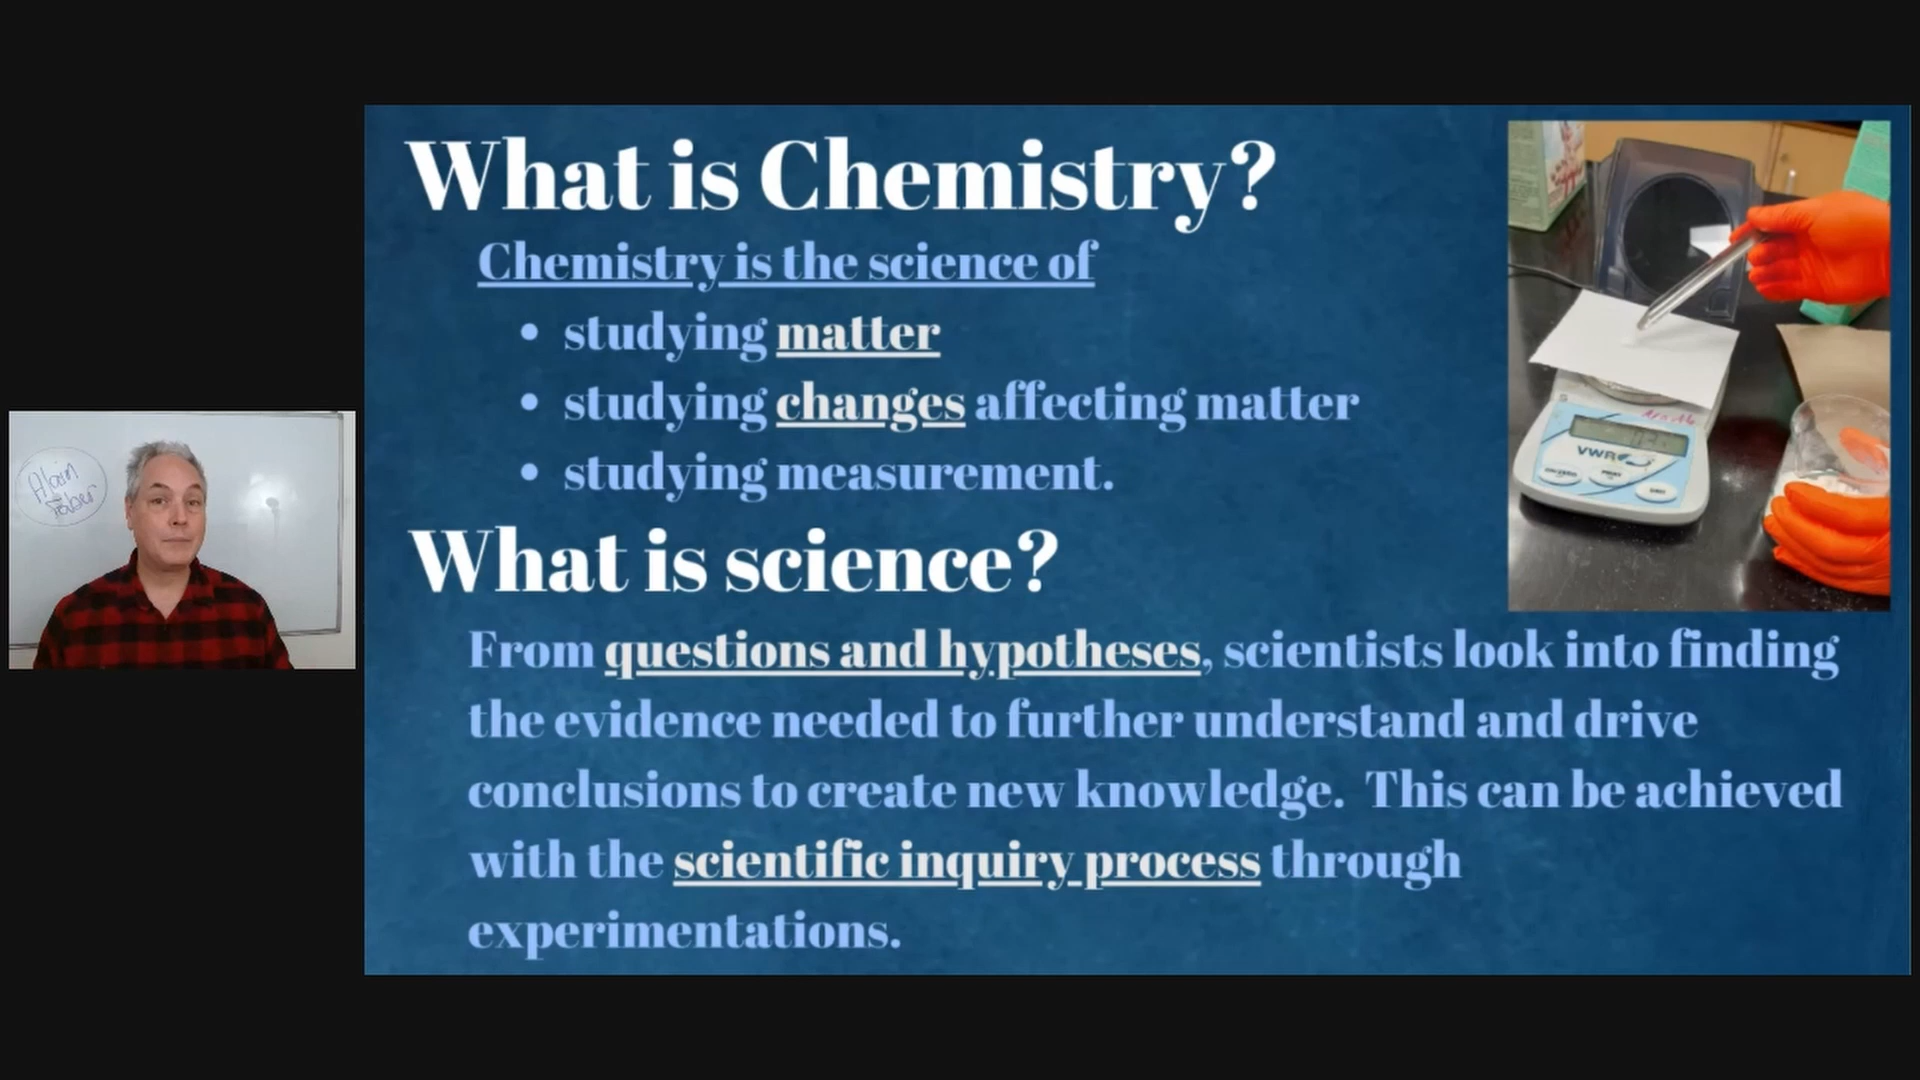 What is Chemistry?
Chemistry is the science of
• studying matter
• studying changes affecting matter
• studying measurement.
What is science?
From questions and hypotheses, scientists look into finding
the evidence needed to further understand and drive
conclusions to create new knowledge. This can be achieved
with the scientific inquiry process through
experimentations.
Alain
VWR